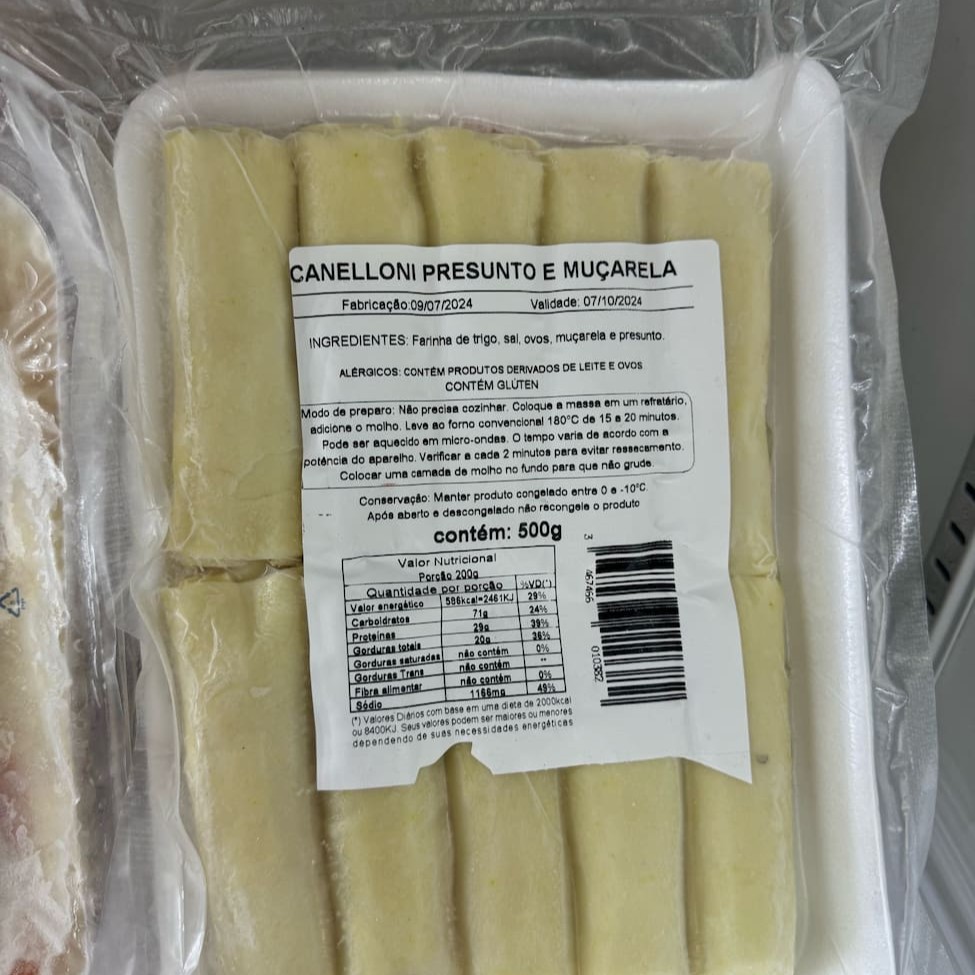 CANELLONI PRESUNTO E MUÇARELA
Fabricação:09/07/2024 Validade: 07/10/2024
INGREDIENTES: Farinha de trigo, sal, ovos, muçarela e presunto.
ALÉRGICOS: CONTÉM PRODUTOS DERIVADOS DE LEITE E OVOS
CONTÉM GLÚTEN
Modo de preparo: Não precisa cozinhar. Coloque a massa em um refratário,
adicione o molho. Leve ao forno convencional 180°C de 15 a 20 minutos.
Pode ser aquecido em micro-ondas. O tempo varia de acordo com a
potência do aparelho. Verificar a cada 2 minutos para evitar ressecamento.
Colocar uma camada de molho no fundo para que não grude.
Conservação: Manter produto congelado entre 0 e -10°C.
Após aberto e descongelado não recongele o produto
contém: 500g
Valor Nutricional
Porção 200g
Quantidade por porção %VD(*)
Valor energético 586kcal=2461KJ 29%
Carboidratos 71g 24%
Proteínas 29g 39%
Gorduras totais 20g 36%
Gorduras saturadas não contém 0%
Gorduras Trans não contém **
Fibra alimentar não contém 0%
Sódio 1166mg 49%
(*) Valores Diários com base em uma dieta de 2000kcal
ou 8400KJ. Seus valores podem ser maiores ou menores
dependendo de suas necessidades energéticas
3 467466 010382